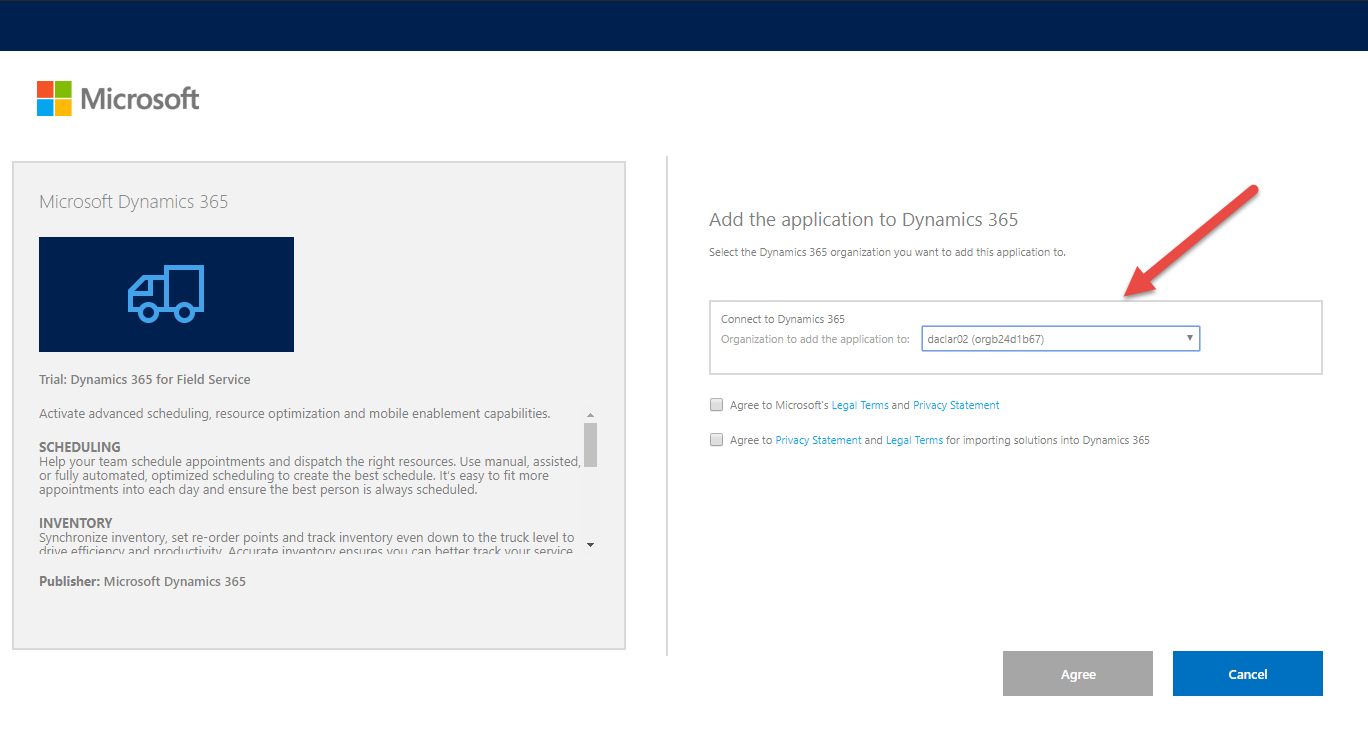 Microsoft
Microsoft Dynamics 365
Trial: Dynamics 365 for Field Service
Activate advanced scheduling, resource optimization and mobile enablement capabilities.
SCHEDULING
Help your team schedule appointments and dispatch the right resources. Use manual, assisted,
or fully automated, optimized scheduling to create the best schedule. It's easy to fit more
appointments into each day and ensure the best person is always scheduled.
INVENTORY
Synchronize inventory, set re-order points and track inventory even down to the truck level to
drive efficiency and productivity. Accurate inventory ensures you can better track your service
Publisher: Microsoft Dynamics 365
Add the application to Dynamics 365
Select the Dynamics 365 organization you want to add this application to.
Connect to Dynamics 365
Organization to add the application to: daciar02 (orgb24d1b67)
Agree to Microsoft's Legal Terms and Privacy Statement
Agree to Privacy Statement and Legal Terms for importing solutions into Dynamics 365
Agree Cancel